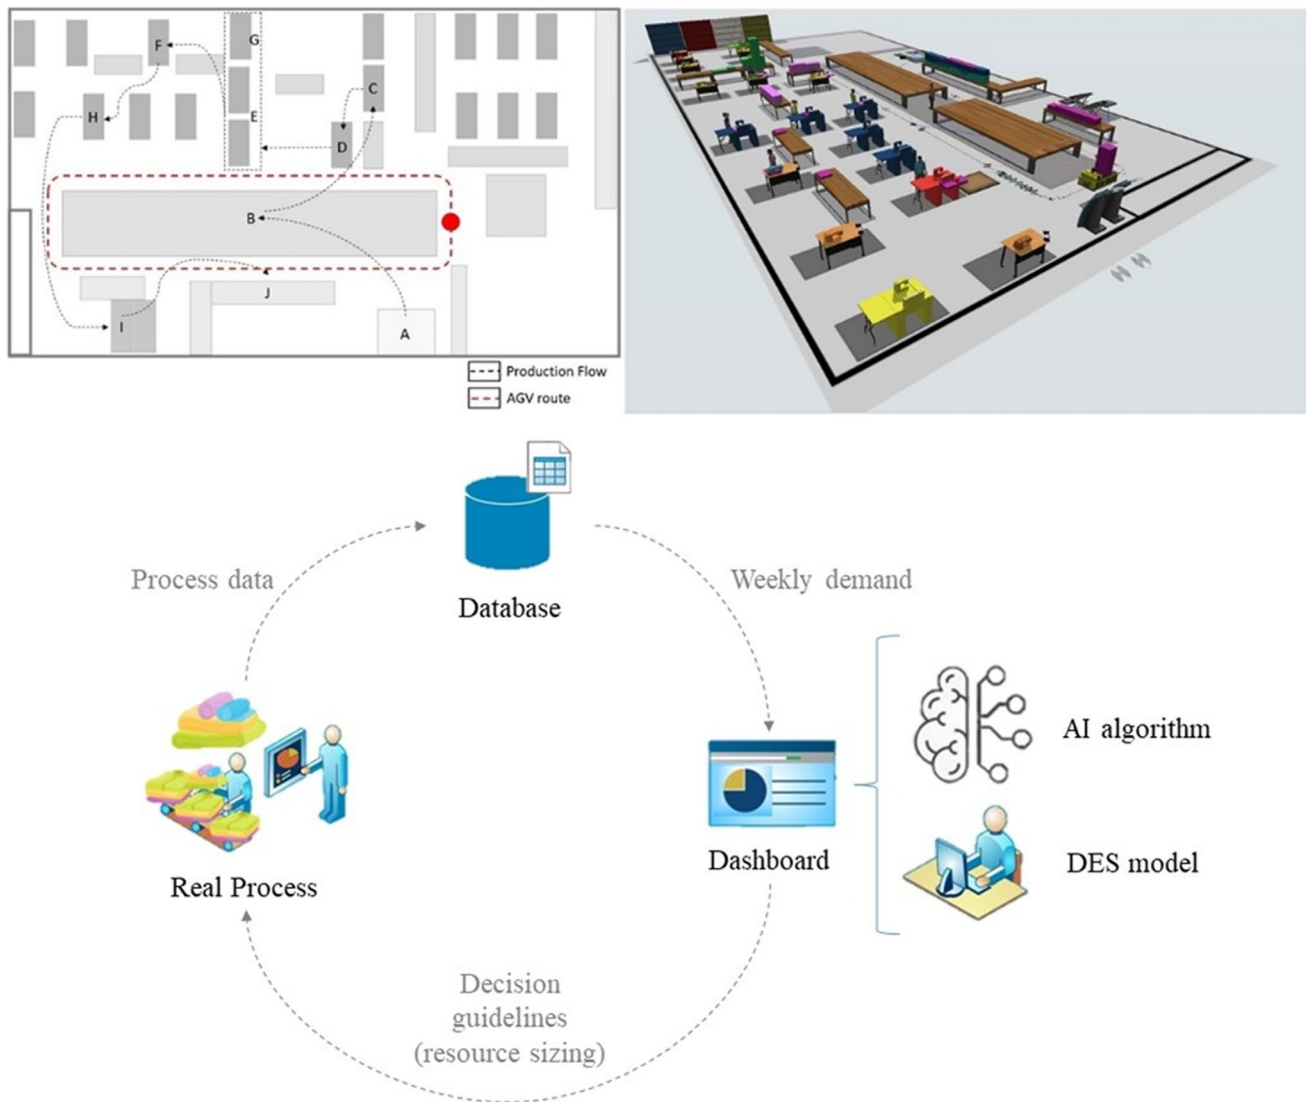 G
F
C
H
E
D
B
J
I
A
Production Flow
AGV route
Process data
Database
Weekly demand
AI algorithm
Dashboard
DES model
Real Process
Decision
guidelines
(resource sizing)